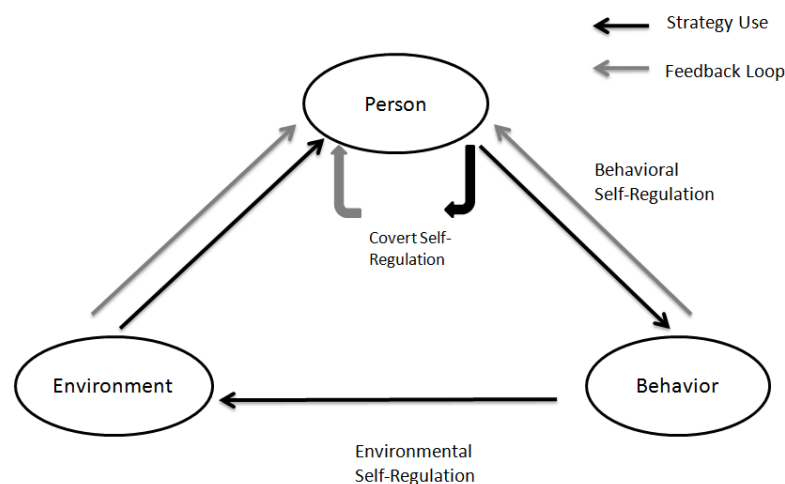 Strategy Use
Feedback Loop
Person
Behavioral
Self-Regulation
Covert Self-
Regulation
Environment
Behavior
Environmental
Self-Regulation